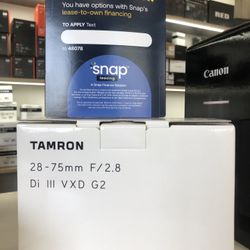 You have options with Snap's
lease-to-own financing
TO APPLY Text
to 48078
snap
FINANCE
TAMRON
28-75mm F/2.8
Di III VXD G2
Canon
RED